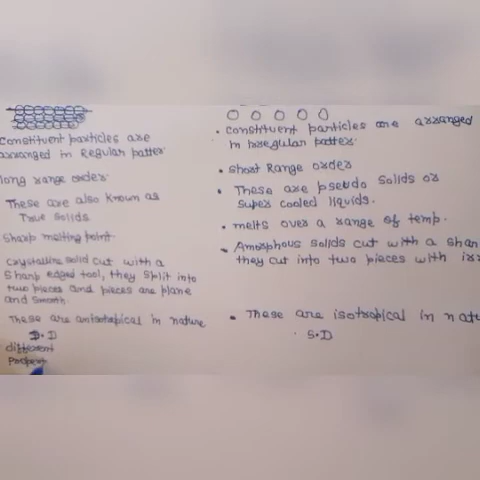 Constituent particles are
arranged in Regular patter
long range order
These are also known as
True solids
Sharp melting point
Crystalline solid cut with a
Sharp edged tool, they split into
two pieces and pieces are plane
and smooth.
These are anisotropical in nature
D.D
different
propert
• constituent particles are arranged
in irregular patter.
• short Range order
• These are pseudo solids or
super cooled liquids.
• melts over a range of temp.
• Amorphous solids cut with a shar
they cut into two pieces with irr
• These are isotropical in natu
S.D